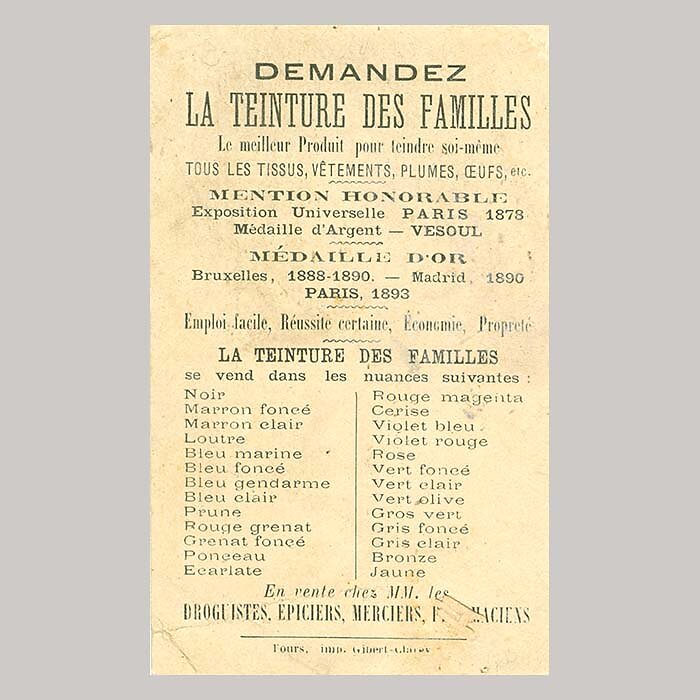 DEMANDEZ
LA TEINTURE DES FAMILLES
Le meilleur Produit pour teindre soi-même
TOUS LES TISSUS, VÊTEMENTS, PLUMES, ŒUFS, etc.
MENTION HONORABLE
Exposition Universelle PARIS 1878
Médaille d'Argent — VESOUL
MÉDAILLE D'OR
Bruxelles, 1888-1890. — Madrid, 1890
PARIS, 1893
Emploi facile, Réussite certaine, Économie, Propreté
LA TEINTURE DES FAMILLES
se vend dans les nuances suivantes :
Noir
Marron foncé
Marron clair
Loutre
Bleu marine
Bleu foncé
Bleu gendarme
Bleu clair
Prune
Rouge grenat
Grenat foncé
Ponceau
Ecarlate
Rouge magenta
Cerise
Violet bleu
Violet rouge
Rose
Vert foncé
Vert clair
Vert olive
Gros vert
Gris foncé
Gris clair
Bronze
Jaune
En vente chez MM. les
DROGUISTES, ÉPICIERS, MERCIERS,
Tours, imp. Gibert-Clarey